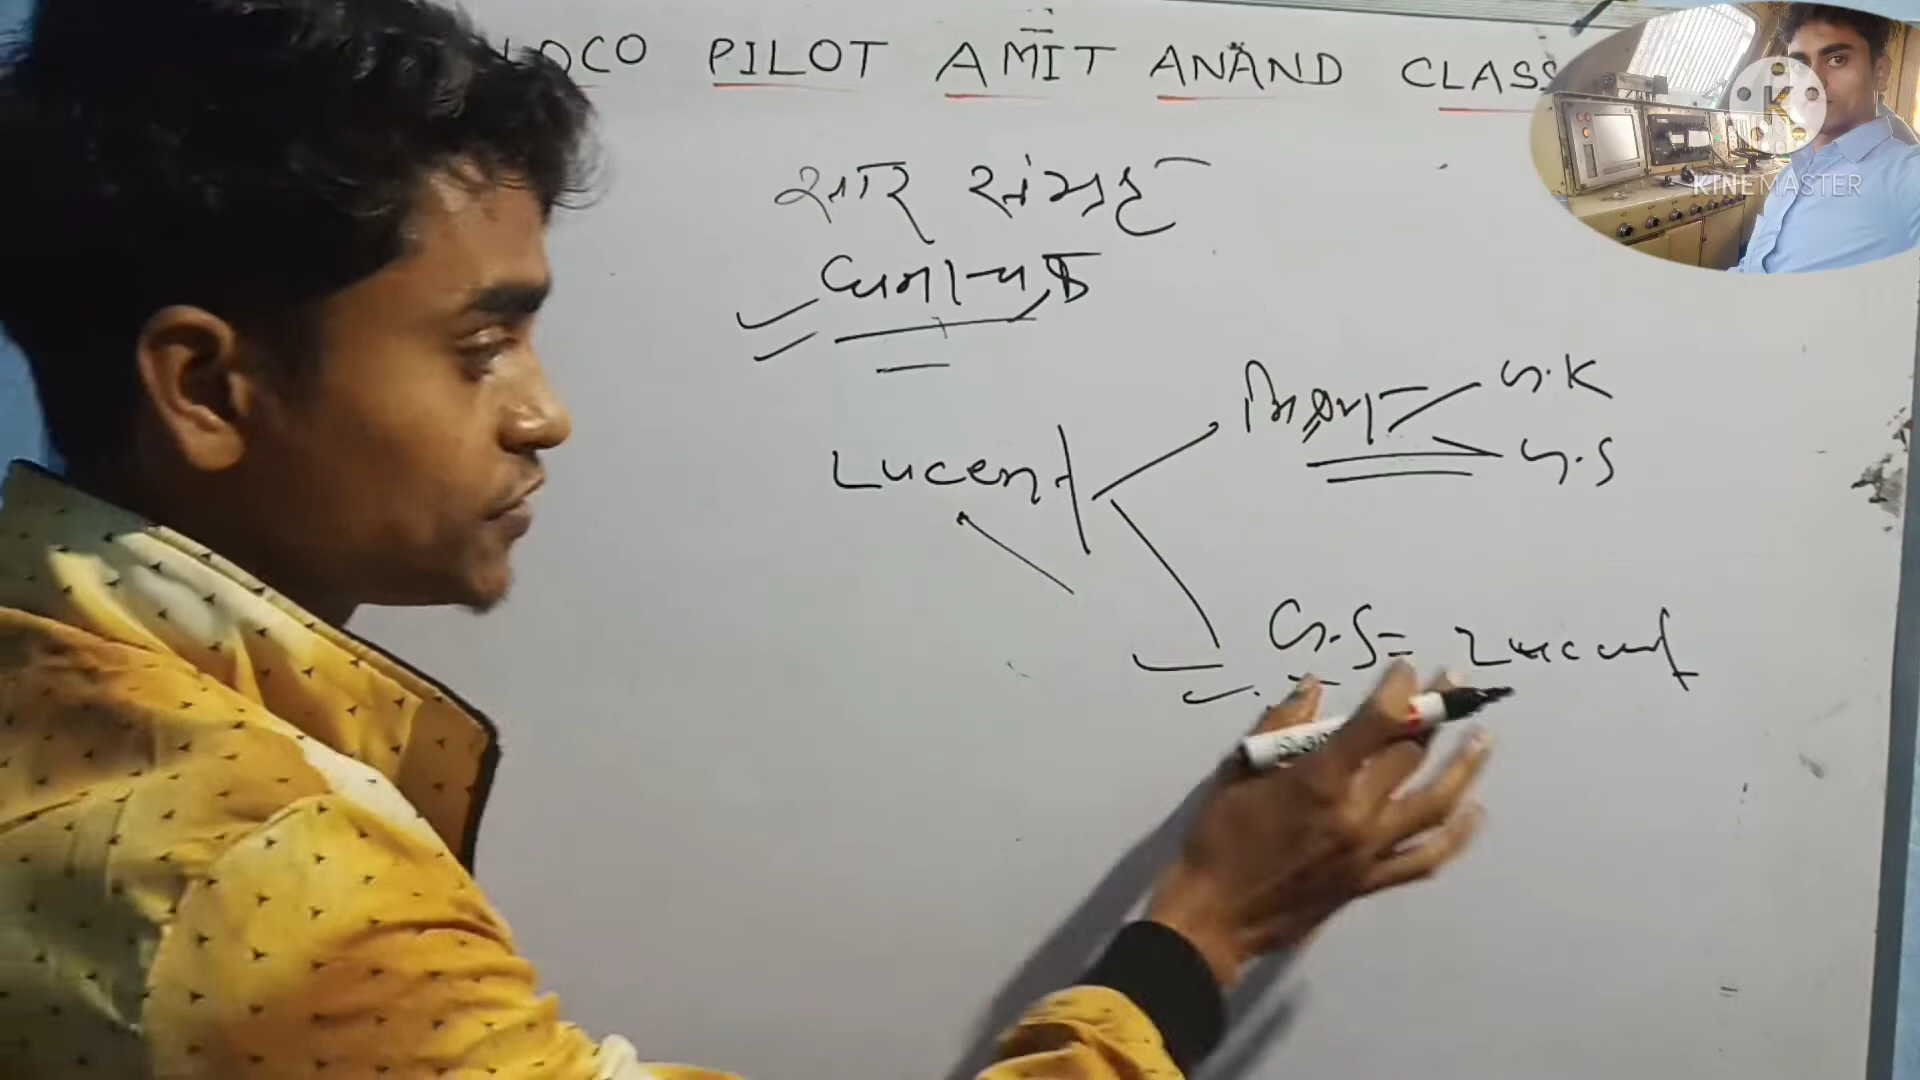 LOCO PILOT AMIT ANAND CLASS
KINEMASTER
सार संग्रह
Lucent
G.K
G.S
G.S = Lucent